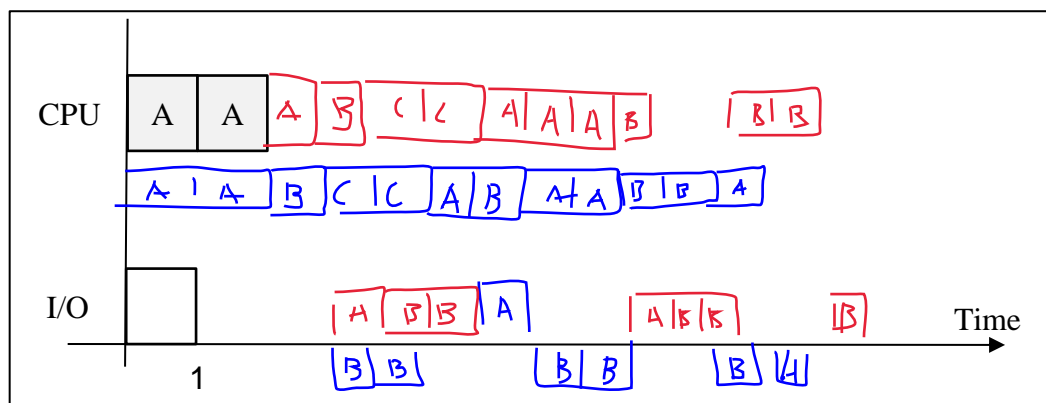 CPU A A A B C|C A|A|A B |B|B
A | A B C|C A|B A|A B|B A
I/O A B|B A A|B|B B Time
B B B B B A
1